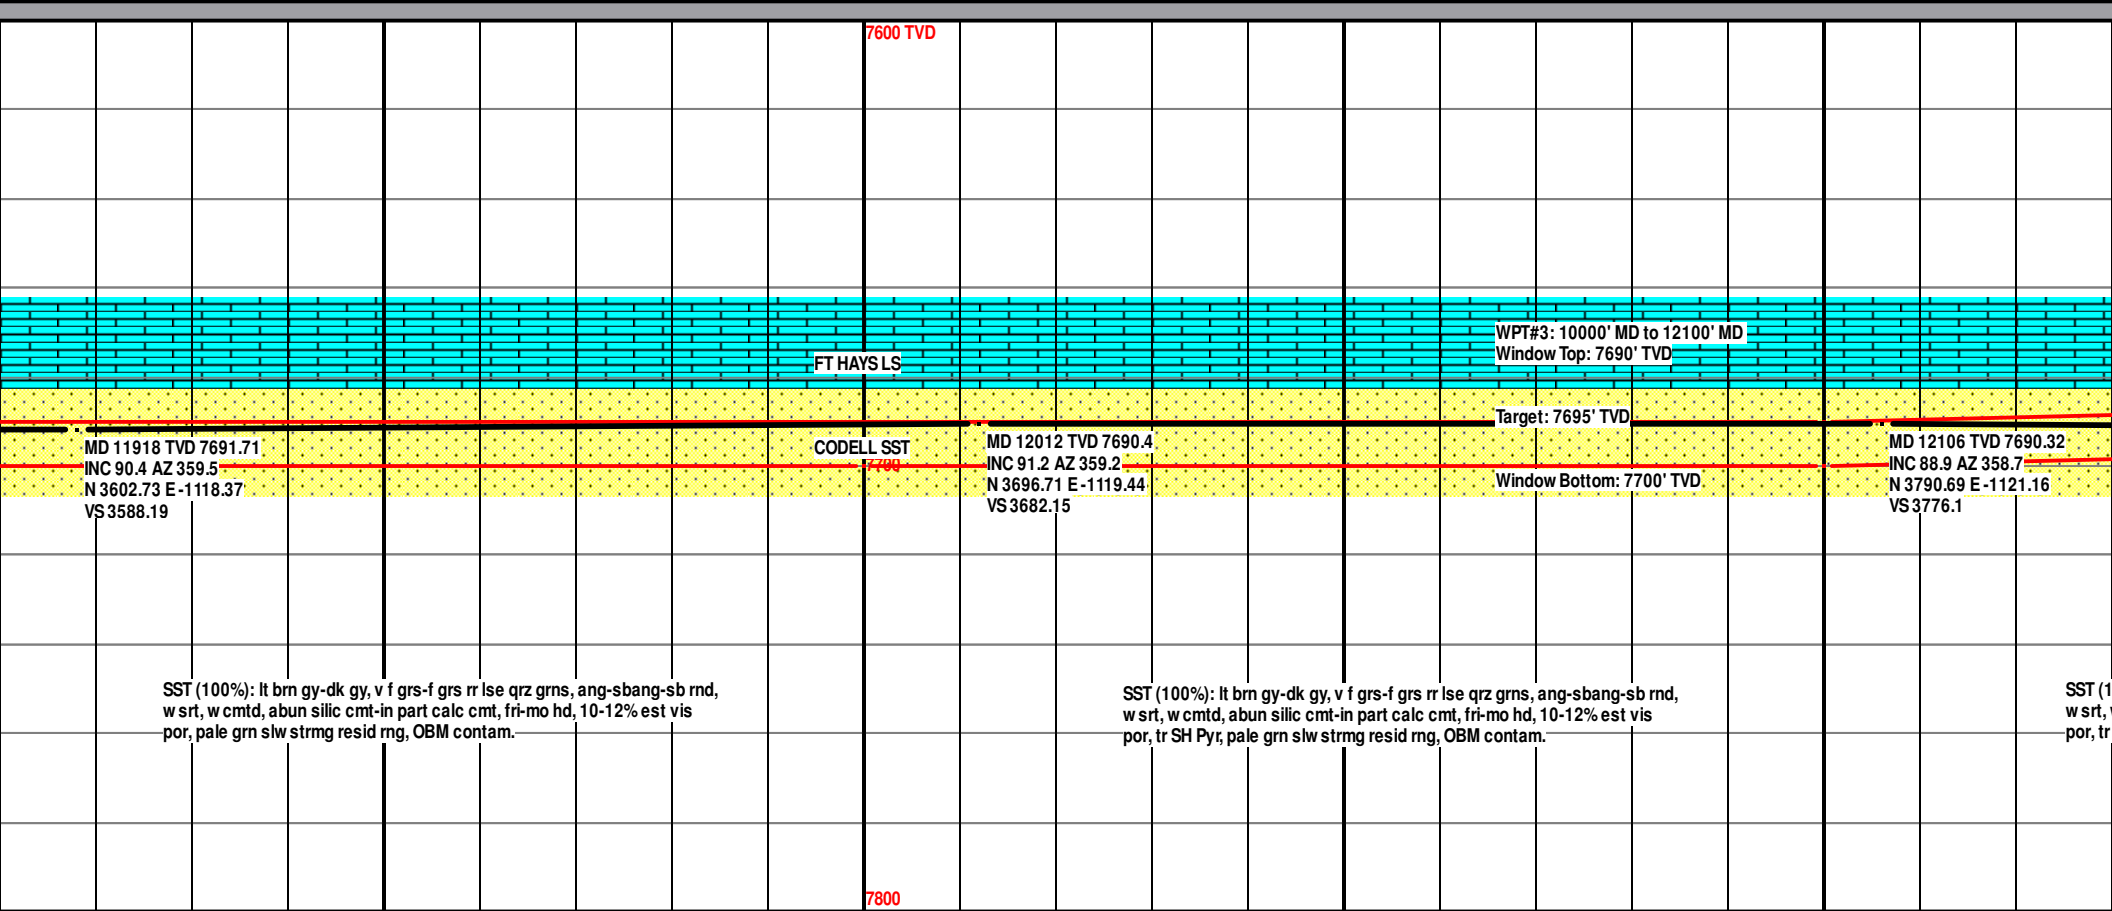 7600 TVD
WPT#3: 10000' MD to 12100' MD
Window Top: 7690' TVD
FT HAYS LS
Target: 7695' TVD
MD 11918 TVD 7691.71
INC 90.4 AZ 359.5
N 3602.73 E -1118.37
VS 3588.19
CODELL SST
7700
MD 12012 TVD 7690.4
INC 91.2 AZ 359.2
N 3696.71 E -1119.44
VS 3682.15
Window Bottom: 7700' TVD
MD 12106 TVD 7690.32
INC 88.9 AZ 358.7
N 3790.69 E -1121.16
VS 3776.1
SST (100%): lt brn gy-dk gy, v f grs-f grs rr lse qrz grns, ang-sbang-sb rnd,
w srt, w cmtd, abun silic cmt-in part calc cmt, fri-mo hd, 10-12% est vis
por, pale grn slw strmg resid rng, OBM contam.
SST (100%): lt brn gy-dk gy, v f grs-f grs rr lse qrz grns, ang-sbang-sb rnd,
w srt, w cmtd, abun silic cmt-in part calc cmt, fri-mo hd, 10-12% est vis
por, tr SH Pyr, pale grn slw strmg resid rng, OBM contam.
SST (1
w srt,
por, tr
7800